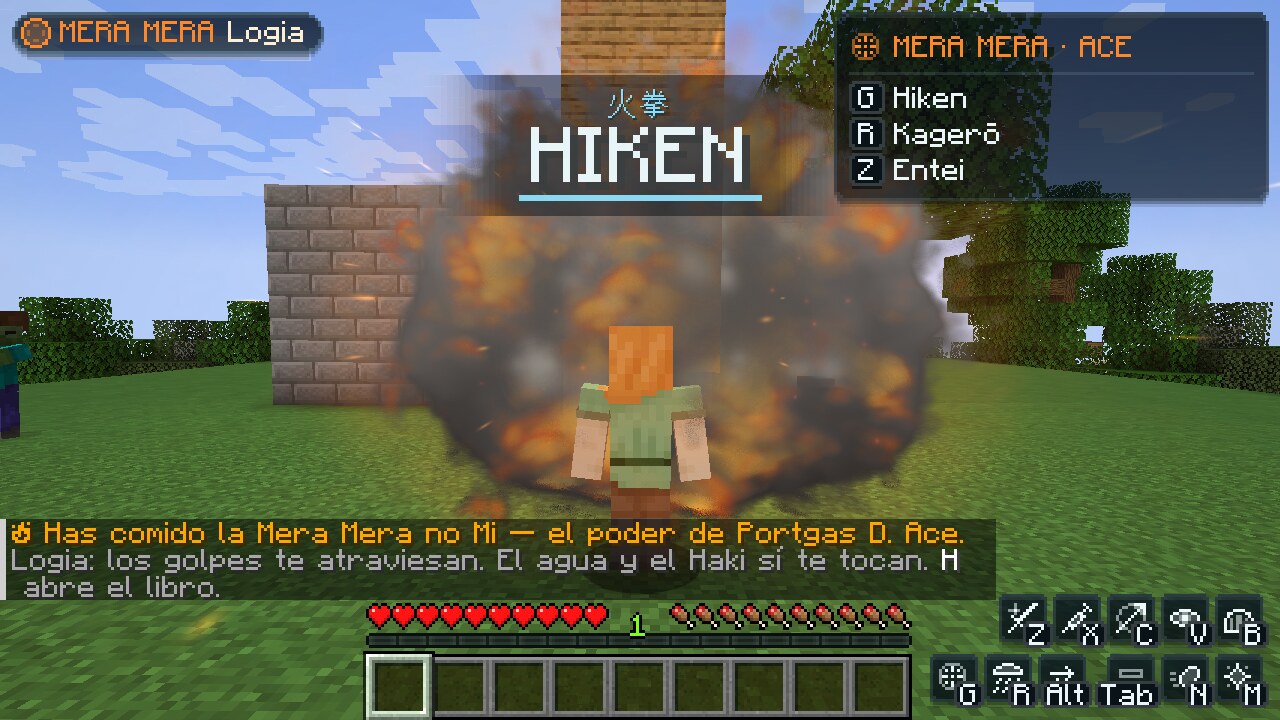 MERA MERA Logia
MERA MERA · ACE
G Hiken
R Kagerō
Z Entei
火拳
HIKEN
Has comido la Mera Mera no Mi — el poder de Portgas D. Ace.
Logia: los golpes te atraviesan. El agua y el Haki sí te tocan. H
abre el libro.
1
Z X C V B
G R Alt Tab N M